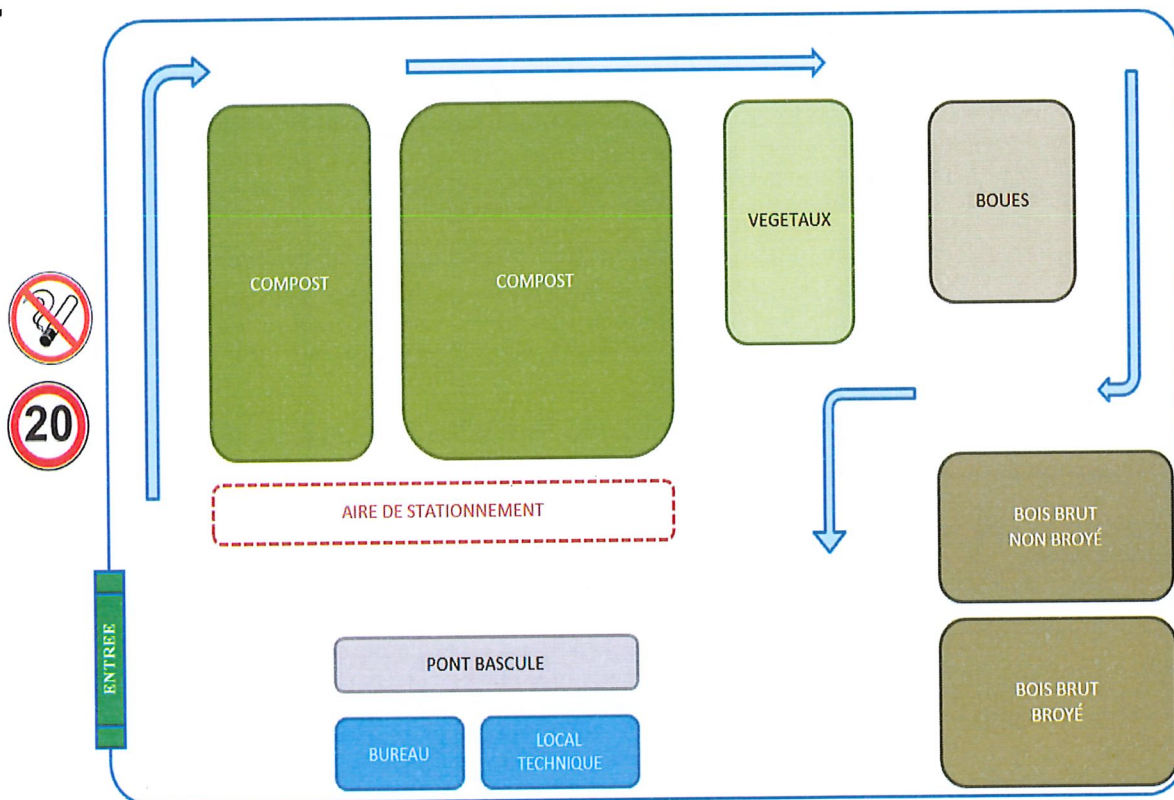 COMPOST
COMPOST
VEGETAUX
BOUES
20
AIRE DE STATIONNEMENT
BOIS BRUT
NON BROYÉ
ENTREE
PONT BASCULE
BOIS BRUT
BROYÉ
BUREAU
LOCAL
TECHNIQUE